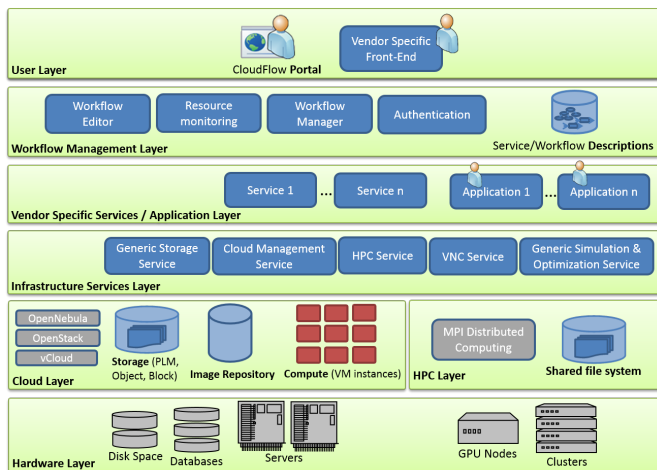 CloudFlow Portal
Vendor Specific
Front-End
User Layer
Workflow
Editor
Resource
monitoring
Workflow
Manager
Authentication
Service/Workflow Descriptions
Workflow Management Layer
Service 1
...
Service n
Application 1
...
Application n
Vendor Specific Services / Application Layer
Generic Storage
Service
Cloud Management
Service
HPC Service
VNC Service
Generic Simulation &
Optimization Service
Infrastructure Services Layer
OpenNebula
OpenStack
vCloud
Storage (PLM,
Object, Block)
Image Repository
Compute (VM instances)
Cloud Layer
MPI Distributed
Computing
Shared file system
HPC Layer
Disk Space
Databases
Servers
GPU Nodes
Clusters
Hardware Layer